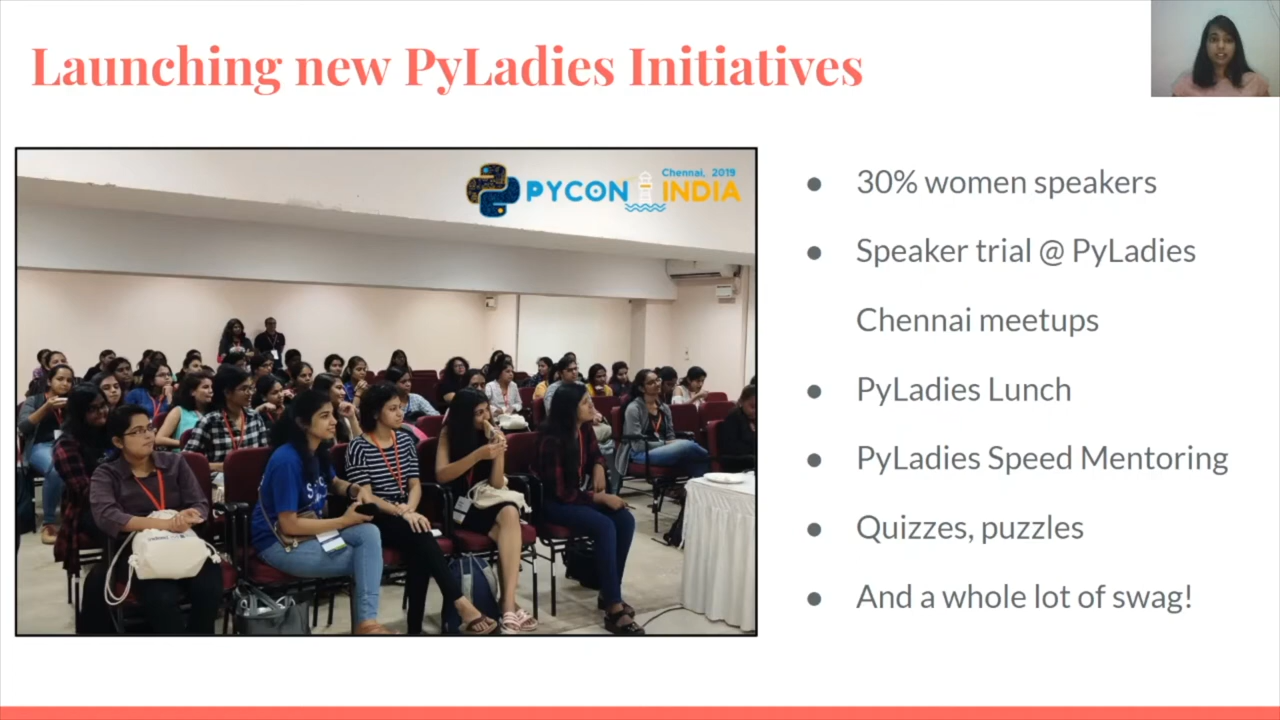 Launching new PyLadies Initiatives
Chennai, 2019
PYCON INDIA
● 30% women speakers
● Speaker trial @ PyLadies
Chennai meetups
● PyLadies Lunch
● PyLadies Speed Mentoring
● Quizzes, puzzles
● And a whole lot of swag!